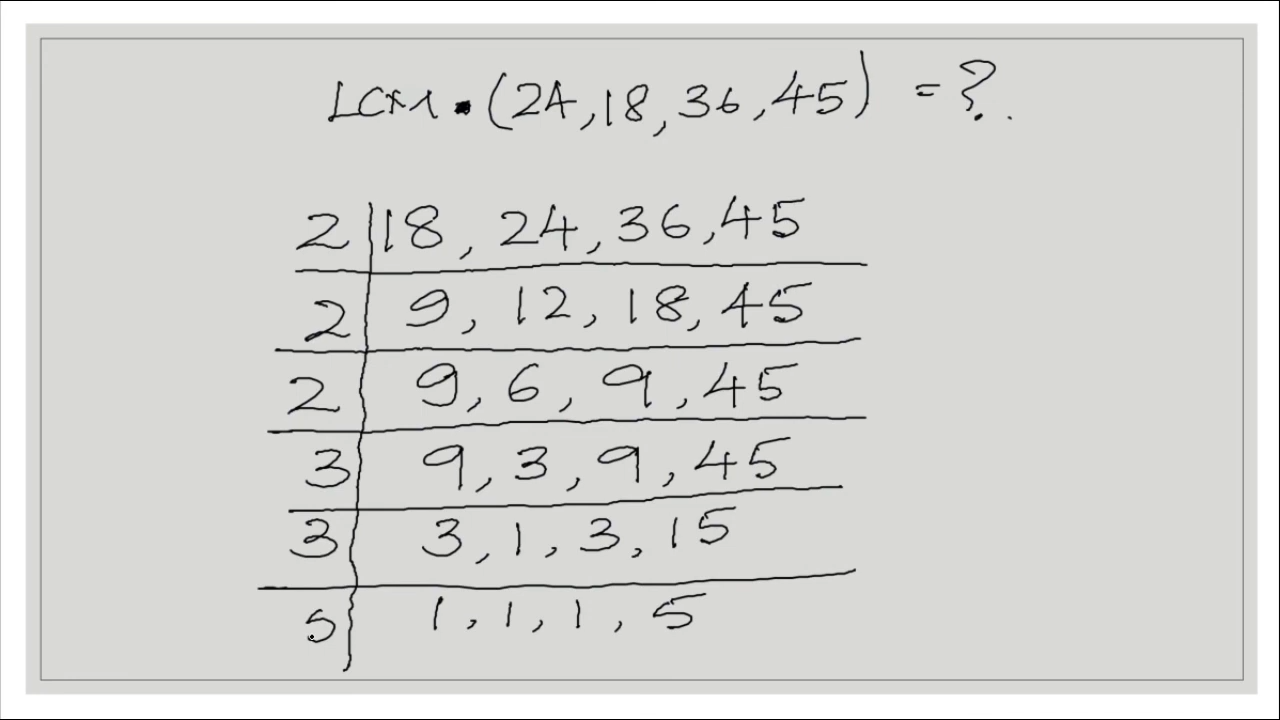 LCM . (24, 18, 36, 45) = ?.
2 | 18, 24, 36, 45
2 | 9, 12, 18, 45
2 | 9, 6, 9, 45
3 | 9, 3, 9, 45
3 | 3, 1, 3, 15
5 | 1, 1, 1, 5